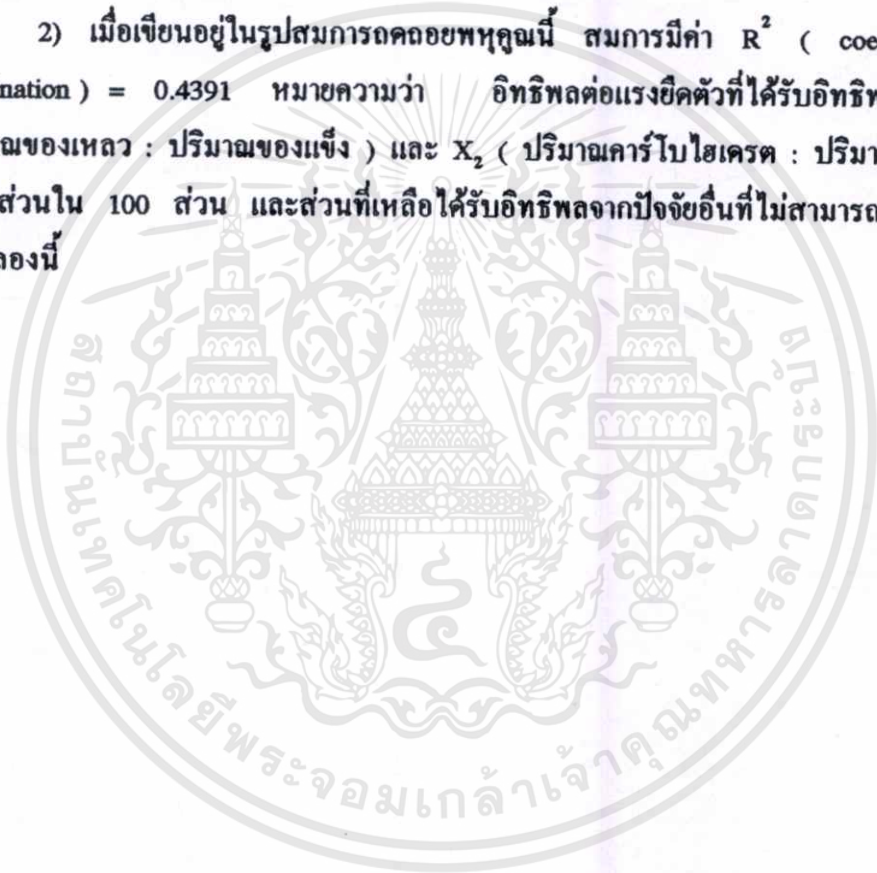 2) เมื่อเขียนอยู่ในรูปสมการถดถอยพหุคูณนี้ สมการมีค่า R² ( coe
nation ) = 0.4391 หมายความว่า อิทธิพลต่อแรงยึดตัวที่ได้รับอิทธิพ
ณของเหลว : ปริมาณของแข็ง ) และ X₂ ( ปริมาณคาร์โบไฮเดรต : ปริมา
ส่วนใน 100 ส่วน และส่วนที่เหลือได้รับอิทธิพลจากปัจจัยอื่นที่ไม่สามารถ
องนี้
สถาบันเทคโนโลยีพระจอมเกล้าเจ้าคุณทหารลาดกระบัง